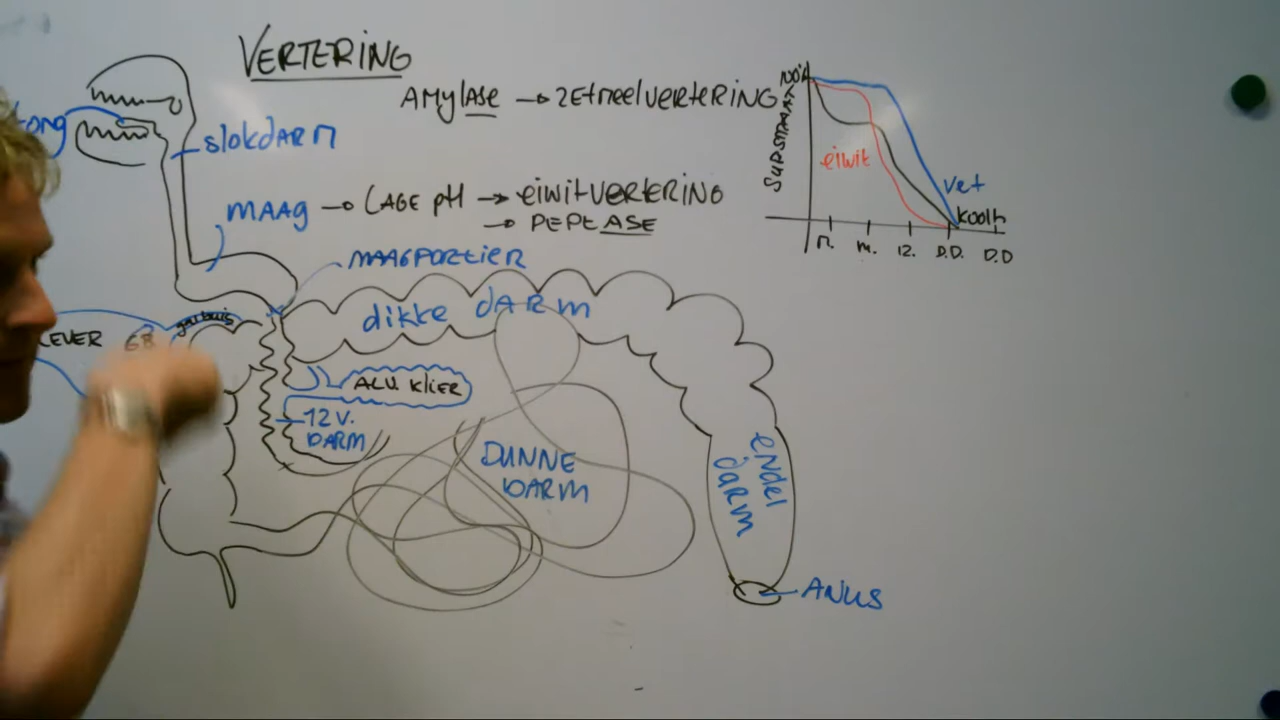 VERTERING
AMylASE → ZEtmeelVERTERING
tong
slokdARM
MAAg → LAGE pH → eiwitVERtERING
→ PEPtASE
MAAGPORtiER
dikke dARM
LEVER GB
galbuis
ALV. Klier
12 V.
DARM
DUNNE
DARM
ENDEl
dARM
ANUS
100%
SUBSTRAAT
eiwit
Vet
koolh
M. m. 12. D.D. D.D